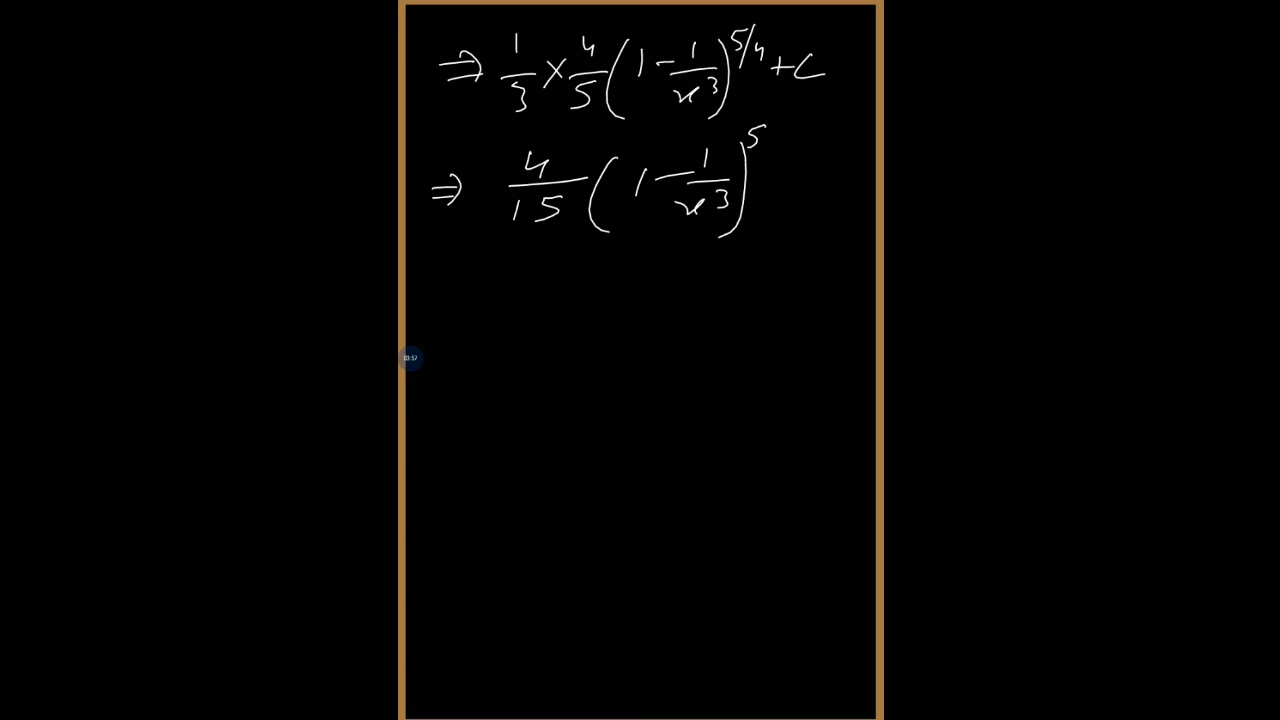 ⇒ 1/3 × 4/5 (1 - 1/x³)^5/4 + C
⇒ 4/15 (1 - 1/x³)^5